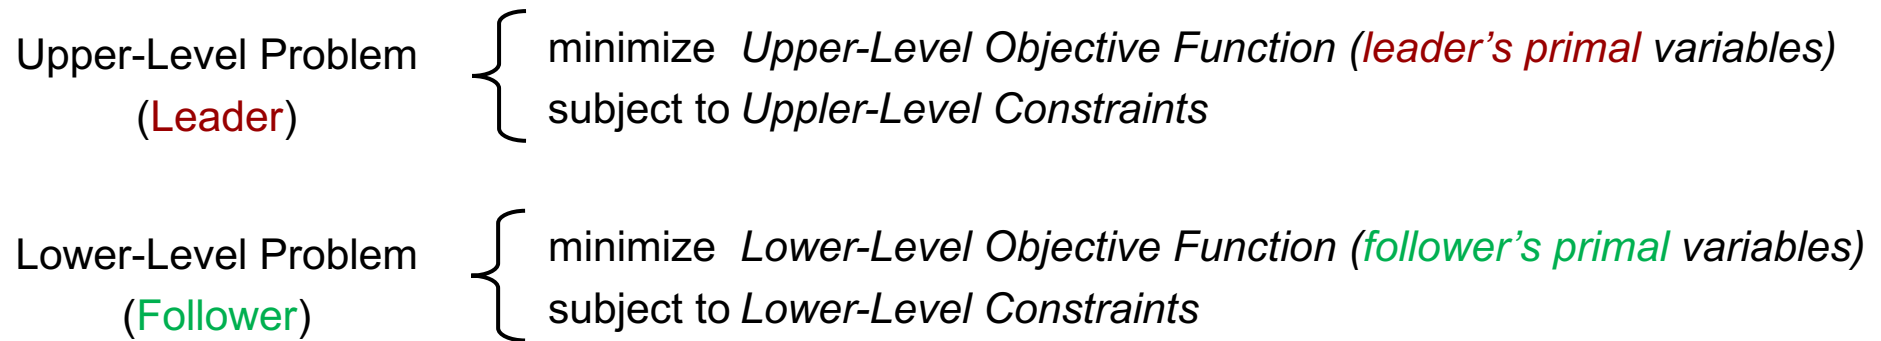 Upper-Level Problem
(Leader)
minimize Upper-Level Objective Function (leader’s primal variables)
subject to Uppler-Level Constraints
Lower-Level Problem
(Follower)
minimize Lower-Level Objective Function (follower’s primal variables)
subject to Lower-Level Constraints